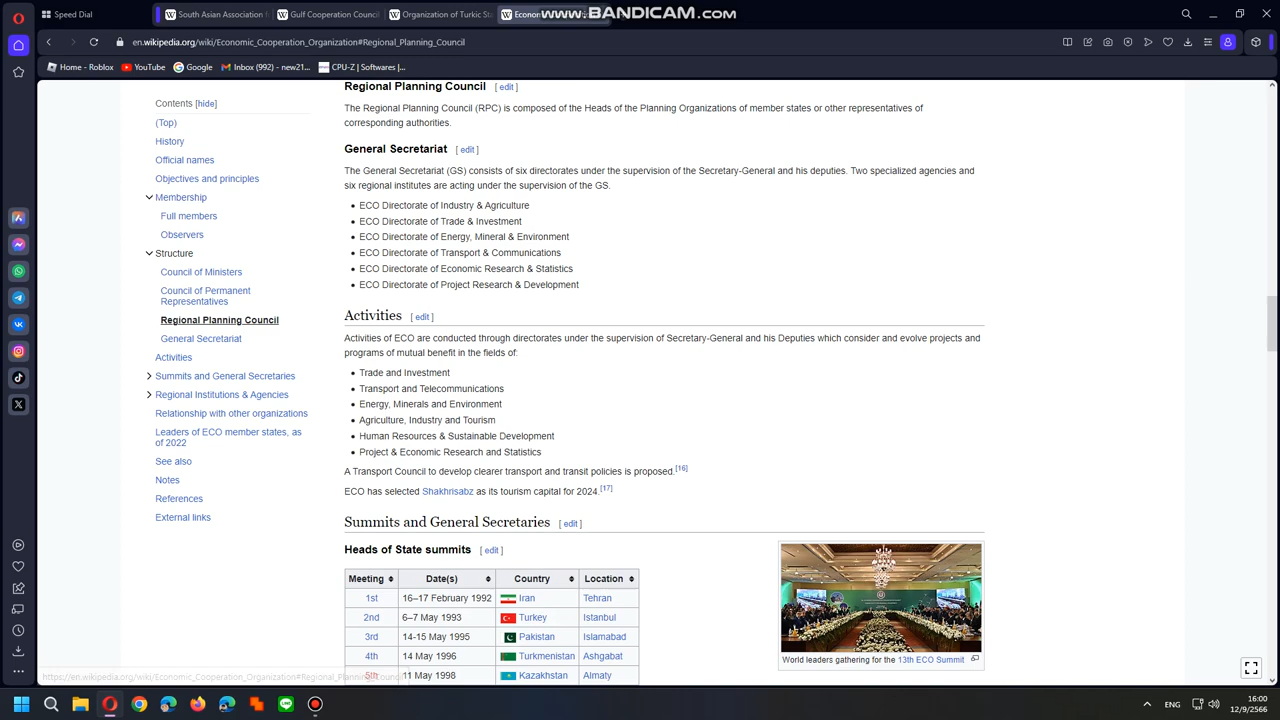 Speed Dial
South Asian Association f
Gulf Cooperation Council
Organization of Turkic Sta
Econom
www.BANDICAM.com
en.wikipedia.org/wiki/Economic_Cooperation_Organization#Regional_Planning_Council
Home - Roblox
YouTube
Google
Inbox (992) - new21...
CPU-Z | Softwares |...
Contents [hide]
(Top)
History
Official names
Objectives and principles
Membership
Full members
Observers
Structure
Council of Ministers
Council of Permanent
Representatives
Regional Planning Council
General Secretariat
Activities
Summits and General Secretaries
Regional Institutions & Agencies
Relationship with other organizations
Leaders of ECO member states, as
of 2022
See also
Notes
References
External links
Regional Planning Council [ edit ]
The Regional Planning Council (RPC) is composed of the Heads of the Planning Organizations of member states or other representatives of
corresponding authorities.
General Secretariat [ edit ]
The General Secretariat (GS) consists of six directorates under the supervision of the Secretary-General and his deputies. Two specialized agencies and
six regional institutes are acting under the supervision of the GS.
• ECO Directorate of Industry & Agriculture
• ECO Directorate of Trade & Investment
• ECO Directorate of Energy, Mineral & Environment
• ECO Directorate of Transport & Communications
• ECO Directorate of Economic Research & Statistics
• ECO Directorate of Project Research & Development
Activities [ edit ]
Activities of ECO are conducted through directorates under the supervision of Secretary-General and his Deputies which consider and evolve projects and
programs of mutual benefit in the fields of:
• Trade and Investment
• Transport and Telecommunications
• Energy, Minerals and Environment
• Agriculture, Industry and Tourism
• Human Resources & Sustainable Development
• Project & Economic Research and Statistics
A Transport Council to develop clearer transport and transit policies is proposed.[16]
ECO has selected Shakhrisabz as its tourism capital for 2024.[17]
Summits and General Secretaries [ edit ]
Heads of State summits [ edit ]
Meeting Date(s) Country Location
1st 16–17 February 1992 Iran Tehran
2nd 6–7 May 1993 Turkey Istanbul
3rd 14-15 May 1995 Pakistan Islamabad
4th 14 May 1996 Turkmenistan Ashgabat
5th 11 May 1998 Kazakhstan Almaty
World leaders gathering for the 13th ECO Summit
https://en.wikipedia.org/wiki/Economic_Cooperation_Organization#Regional_Planning_Council
ENG
16:00
12/9/2566